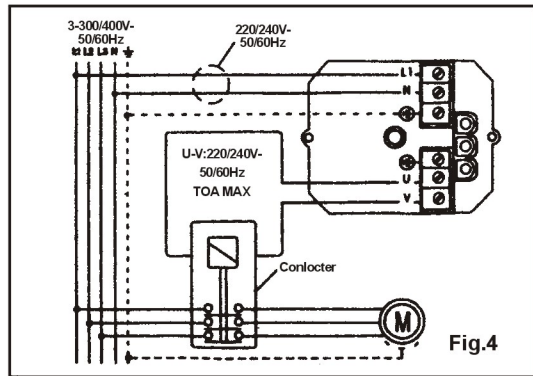 3-300/400V-
50/60Hz
L1 L2 L3 N
220/240V-
50/60Hz
L1
N
U-V:220/240V-
50/60Hz
TOA MAX
U
V
Conlocter
M
Fig.4